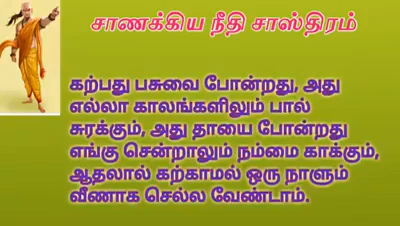 சாணக்கிய நீதி சாஸ்திரம்
கற்பது பசுவை போன்றது, அது
எல்லா காலங்களிலும் பால்
சுரக்கும், அது தாயை போன்றது
எங்கு சென்றாலும் நம்மை காக்கும்,
ஆதலால் கற்காமல் ஒரு நாளும்
வீணாக செல்ல வேண்டாம்.